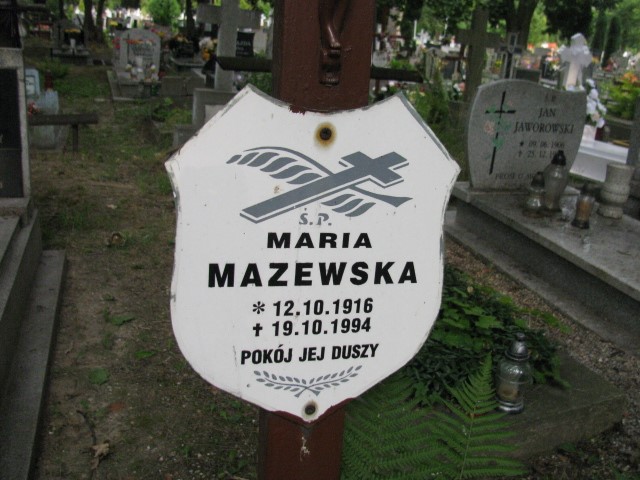 Ś.P.
MARIA
MAZEWSKA
* 12.10.1916
✝ 19.10.1994
POKÓJ JEJ DUSZY
JAN
JAWOROWSKI